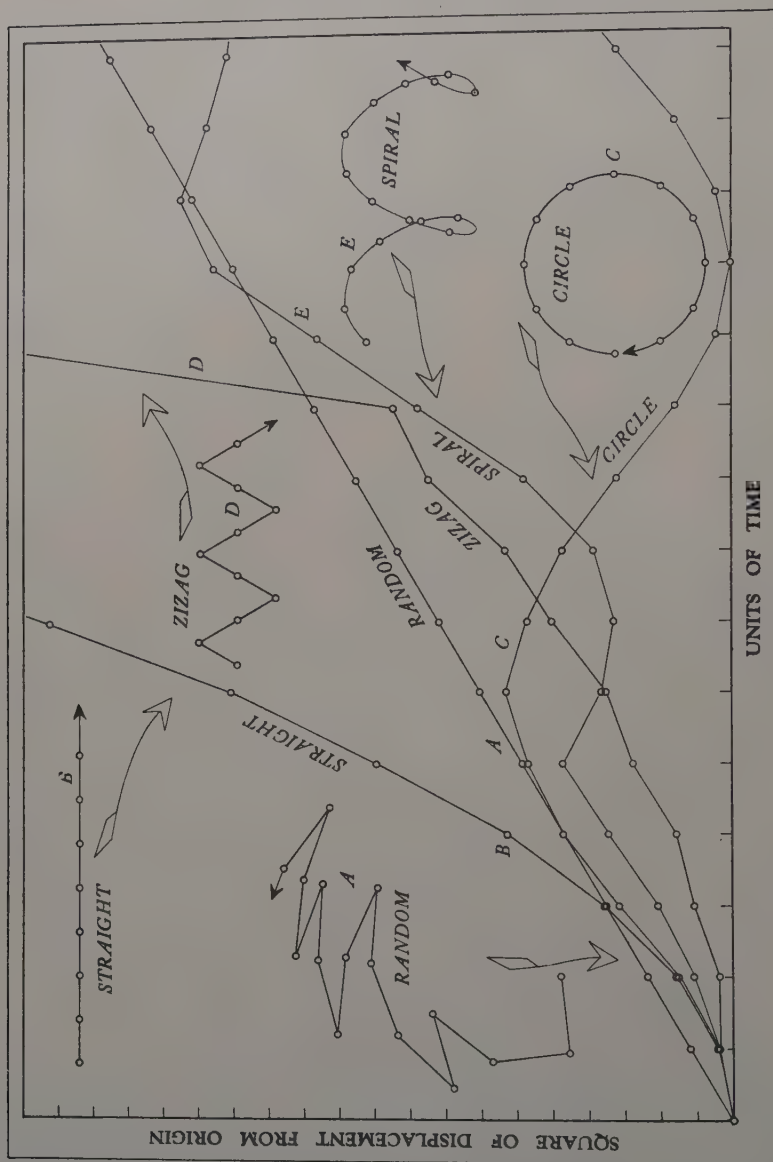 STRAIGHT
B
STRAIGHT
B
ZIZAG
D
D
ZIZAG
RANDOM
A
RANDOM
A
SPIRAL
E
E
SPIRAL
CIRCLE
C
C
CIRCLE
SQUARE OF DISPLACEMENT FROM ORIGIN
UNITS OF TIME